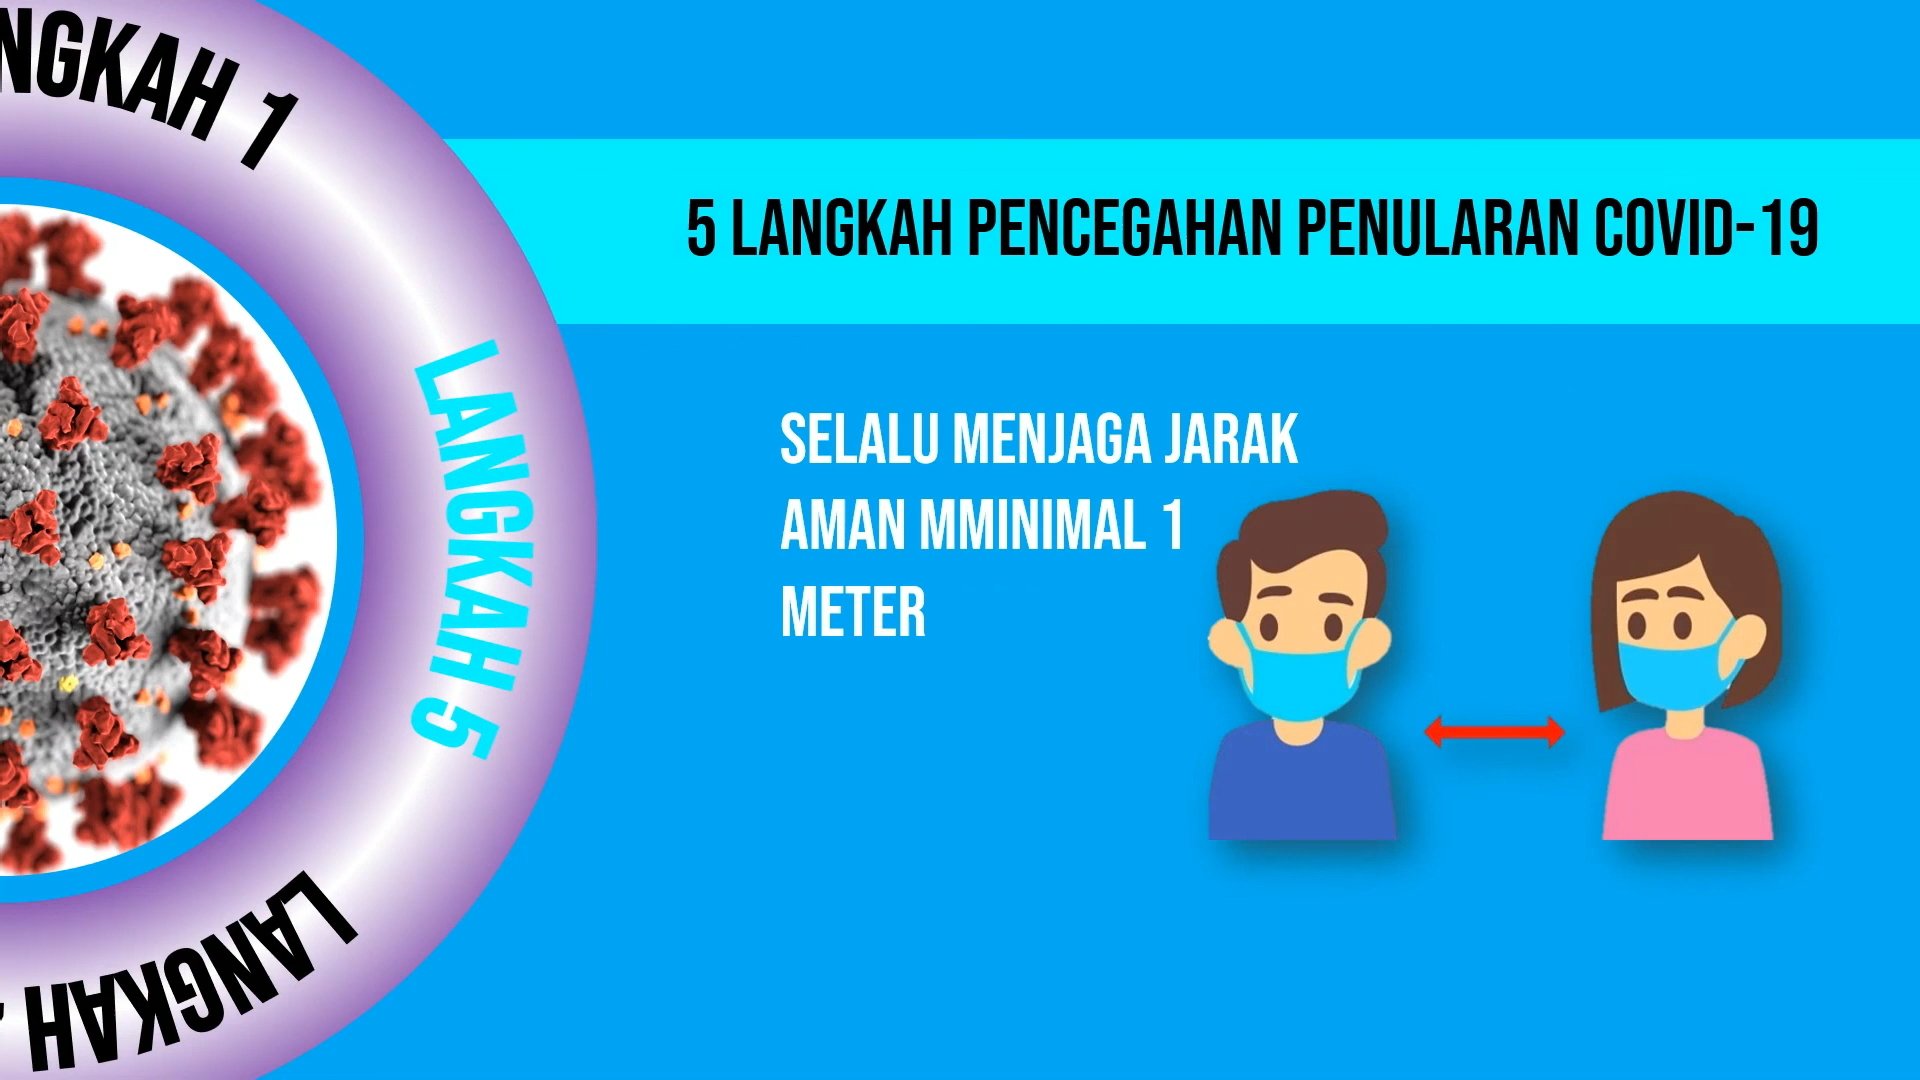 NGKAH 1
5 LANGKAH PENCEGAHAN PENULARAN COVID-19
LANGKAH 5
SELALU MENJAGA JARAK
AMAN MMINIMAL 1
METER
LANGKAH